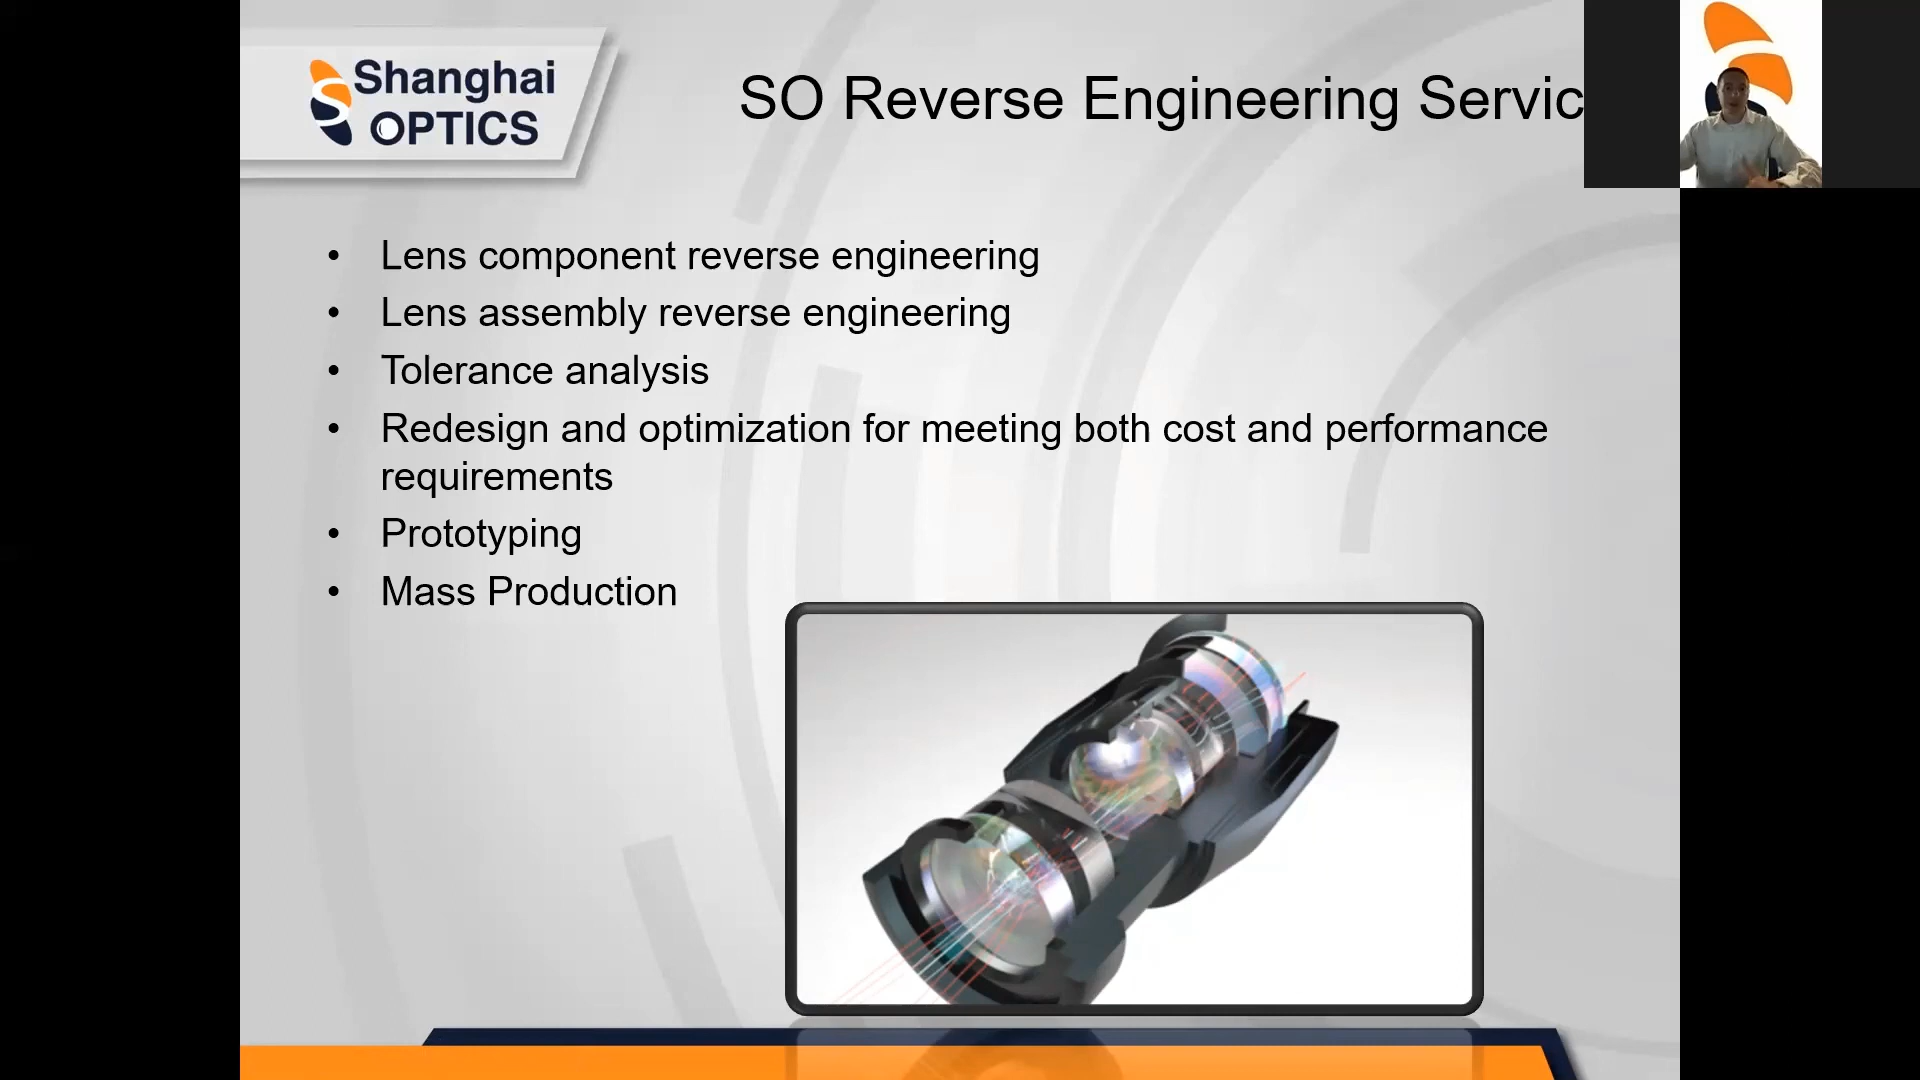 Shanghai
OPTICS
SO Reverse Engineering Servic
• Lens component reverse engineering
• Lens assembly reverse engineering
• Tolerance analysis
• Redesign and optimization for meeting both cost and performance
requirements
• Prototyping
• Mass Production